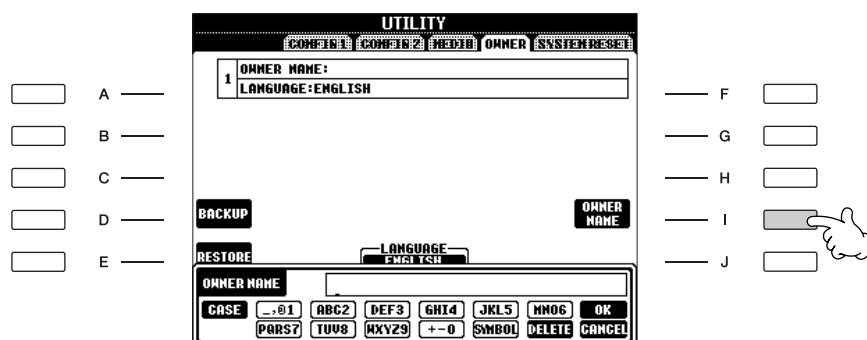 UTILITY
CONFIG 1 CONFIG 2 MEDIA OWNER SYSTEM RESET
1 OWNER NAME:
LANGUAGE:ENGLISH
A F
B G
C H
BACKUP OWNER NAME
D I
RESTORE LANGUAGE
ENGLISH
E J
OWNER NAME
CASE _,@1 ABC2 DEF3 GHI4 JKL5 MNO6 OK
PQRS7 TUV8 WXYZ9 +-0 SYMBOL DELETE CANCEL